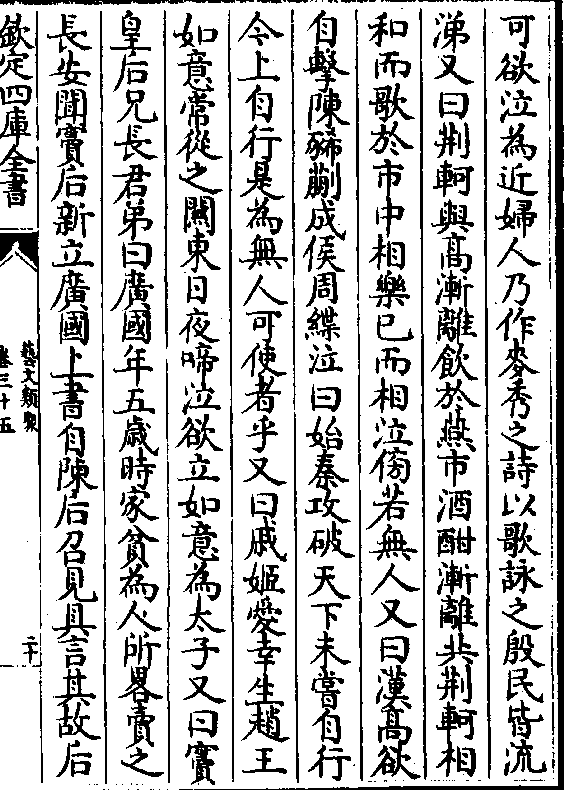 可欲泣為近婦人乃作麥秀之詩以歌詠之殷民皆流
涕又曰荆軻與髙漸離飲於燕市酒酣漸離共荆軻相
和而歌於市中相樂已而相泣傍若無人又曰漢髙欲
自擊陳豨蒯成侯周緤泣曰始秦攻破天下未嘗自行
今上自行是為無人可使者乎又曰戚姬愛幸生趙王
如意常從之關東日夜啼泣欲立如意為太子又曰竇
皇后兄長君弟曰廣國年五歳時家貧為人所畧賣之
長安聞竇后新立廣國上書自陳后召見具言其故后
欽定四庫全書
藝文類聚
卷三十五
二十